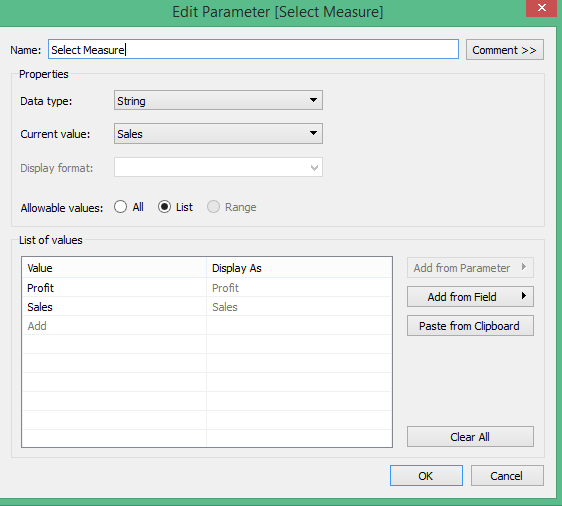 Edit Parameter [Select Measure]
Name: Select Measure Comment >>
Properties
Data type: String
Current value: Sales
Display format:
Allowable values: All List Range
List of values
Value Display As
Profit Profit
Sales Sales
Add
Add from Parameter
Add from Field
Paste from Clipboard
Clear All
OK Cancel